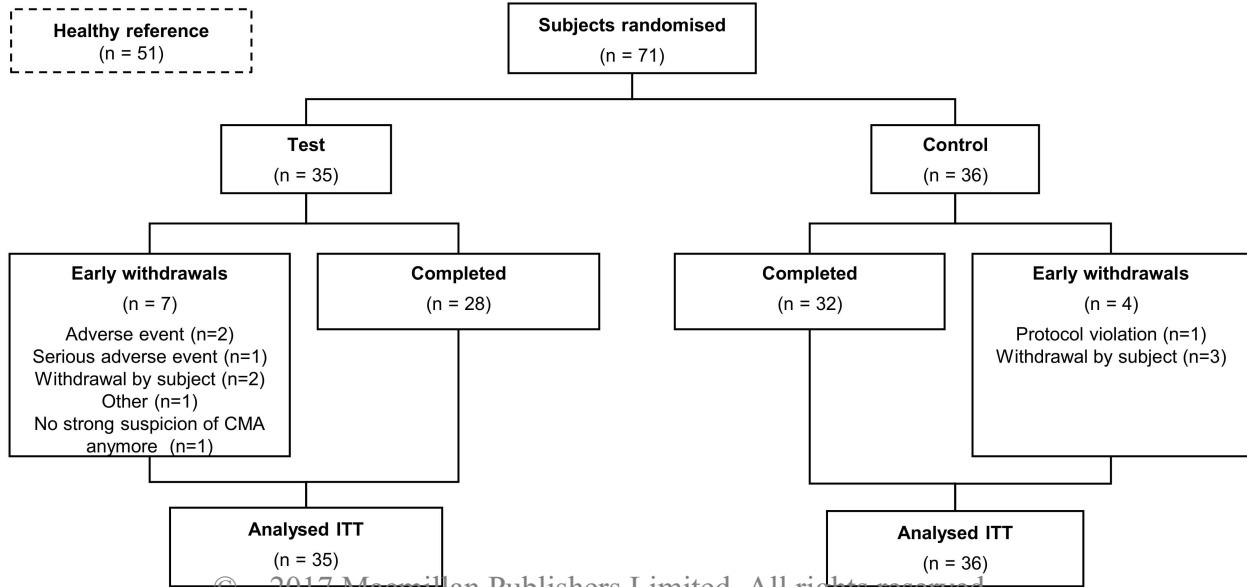 Healthy reference
(n = 51)
Subjects randomised
(n = 71)
Test
(n = 35)
Control
(n = 36)
Early withdrawals
(n = 7)
Adverse event (n=2)
Serious adverse event (n=1)
Withdrawal by subject (n=2)
Other (n=1)
No strong suspicion of CMA
anymore (n=1)
Completed
(n = 28)
Completed
(n = 32)
Early withdrawals
(n = 4)
Protocol violation (n=1)
Withdrawal by subject (n=3)
Analysed ITT
(n = 35)
Analysed ITT
(n = 36)
© 2017 Macmillan Publishers Limited. All rights reserved.